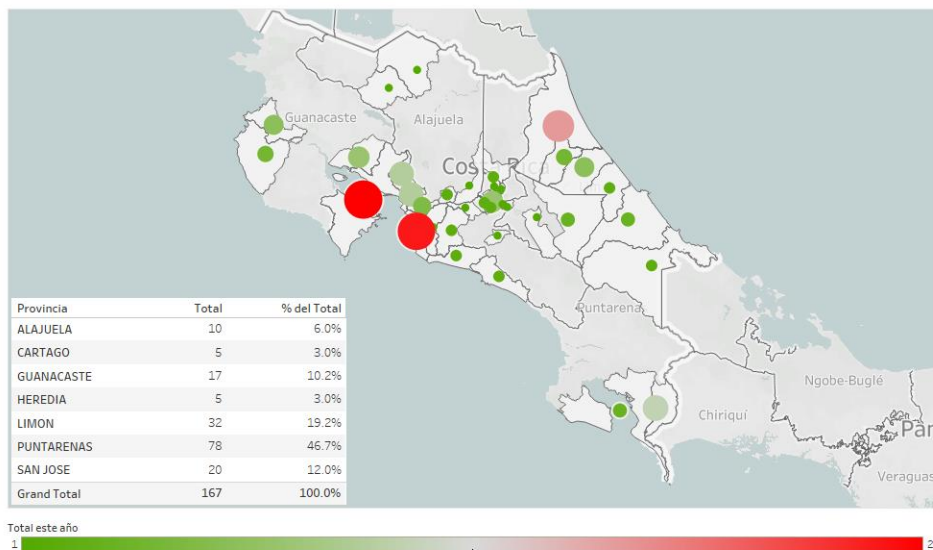 Guanacaste
Alajuela
Costa Rica
Puntarena
Ngobe-Buglé
Chiriquí
Veraguas
Provincia Total % del Total
ALAJUELA 10 6.0%
CARTAGO 5 3.0%
GUANACASTE 17 10.2%
HEREDIA 5 3.0%
LIMON 32 19.2%
PUNTARENAS 78 46.7%
SAN JOSE 20 12.0%
Grand Total 167 100.0%
Total este año
1